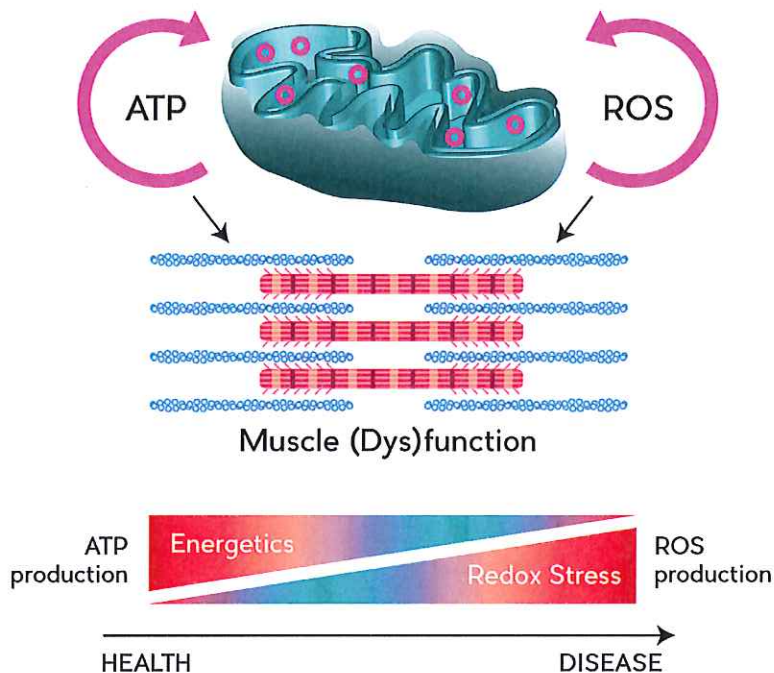 ATP
ROS
Muscle (Dys)function
ATP
production
Energetics
Redox Stress
ROS
production
HEALTH
DISEASE